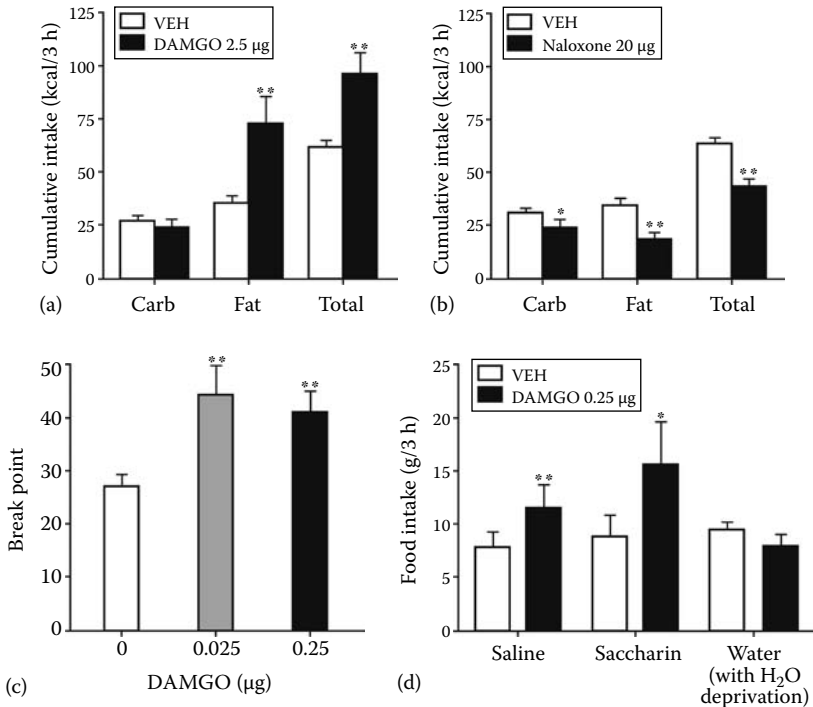 VEH
DAMGO 2.5 μg
Cumulative intake (kcal/3 h)
125
100
75
50
25
0
**
**
Carb
Fat
Total
(a)
VEH
Naloxone 20 μg
Cumulative intake (kcal/3 h)
125
100
75
50
25
0
*
**
**
Carb
Fat
Total
(b)
Break point
50
40
30
20
10
0
**
**
0
0.025
0.25
DAMGO (μg)
(c)
VEH
DAMGO 0.25 μg
Food intake (g/3 h)
25
20
15
10
5
0
**
*
Saline
Saccharin
Water
(with H₂O
deprivation)
(d)